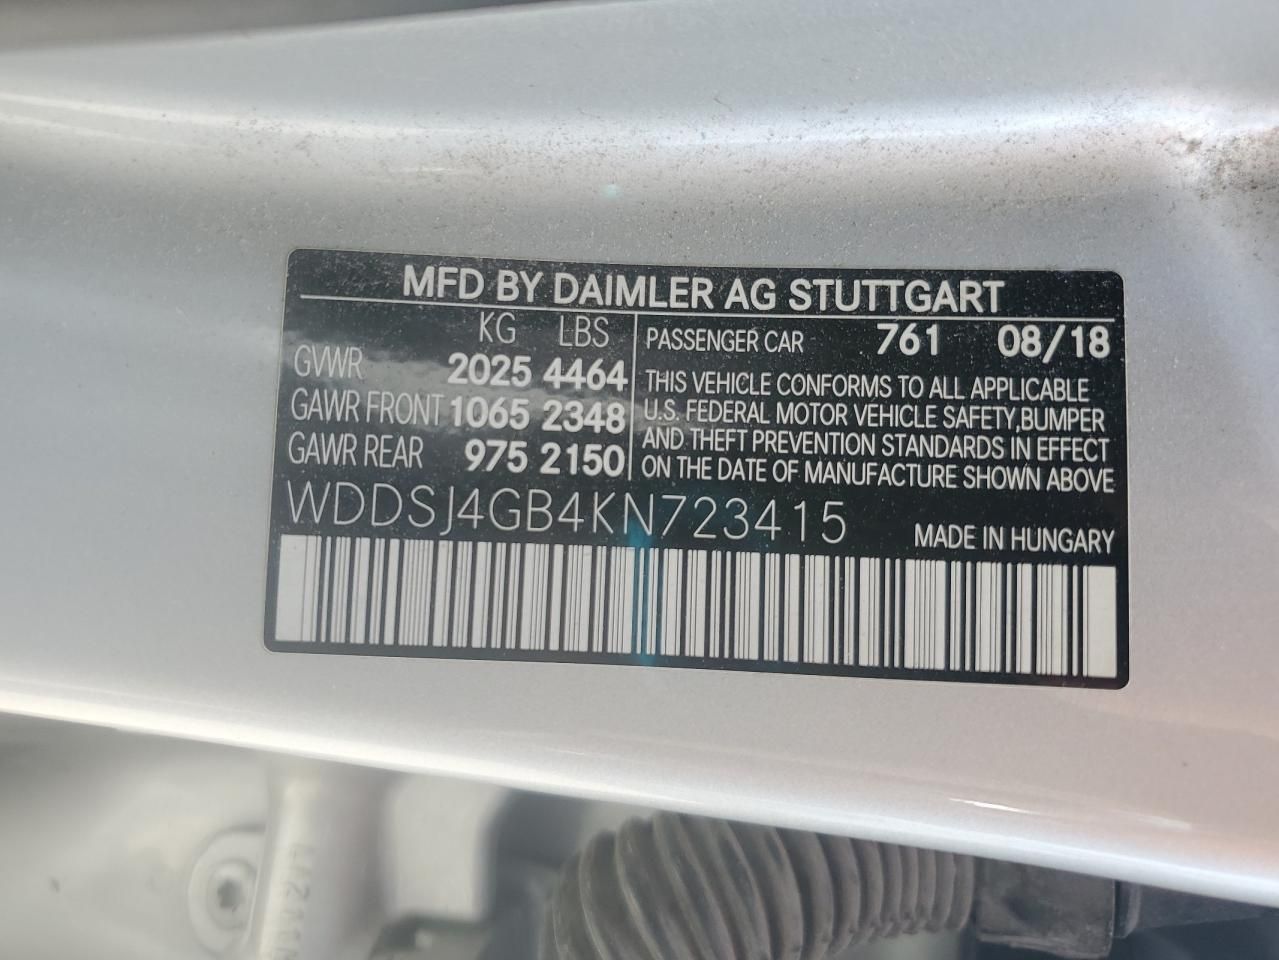 MFD BY DAIMLER AG STUTTGART
KG LBS
GVWR 2025 4464
GAWR FRONT 1065 2348
GAWR REAR 975 2150
PASSENGER CAR 761 08/18
THIS VEHICLE CONFORMS TO ALL APPLICABLE
U.S. FEDERAL MOTOR VEHICLE SAFETY, BUMPER
AND THEFT PREVENTION STANDARDS IN EFFECT
ON THE DATE OF MANUFACTURE SHOWN ABOVE
WDDSJ4GB4KN723415 MADE IN HUNGARY